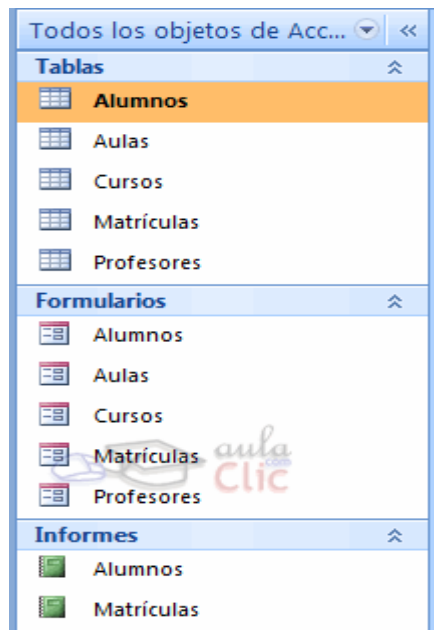 Todos los objetos de Acc...
Tablas
Alumnos
Aulas
Cursos
Matrículas
Profesores
Formularios
Alumnos
Aulas
Cursos
Matrículas
Profesores
aula
Clic
.com
Informes
Alumnos
Matrículas